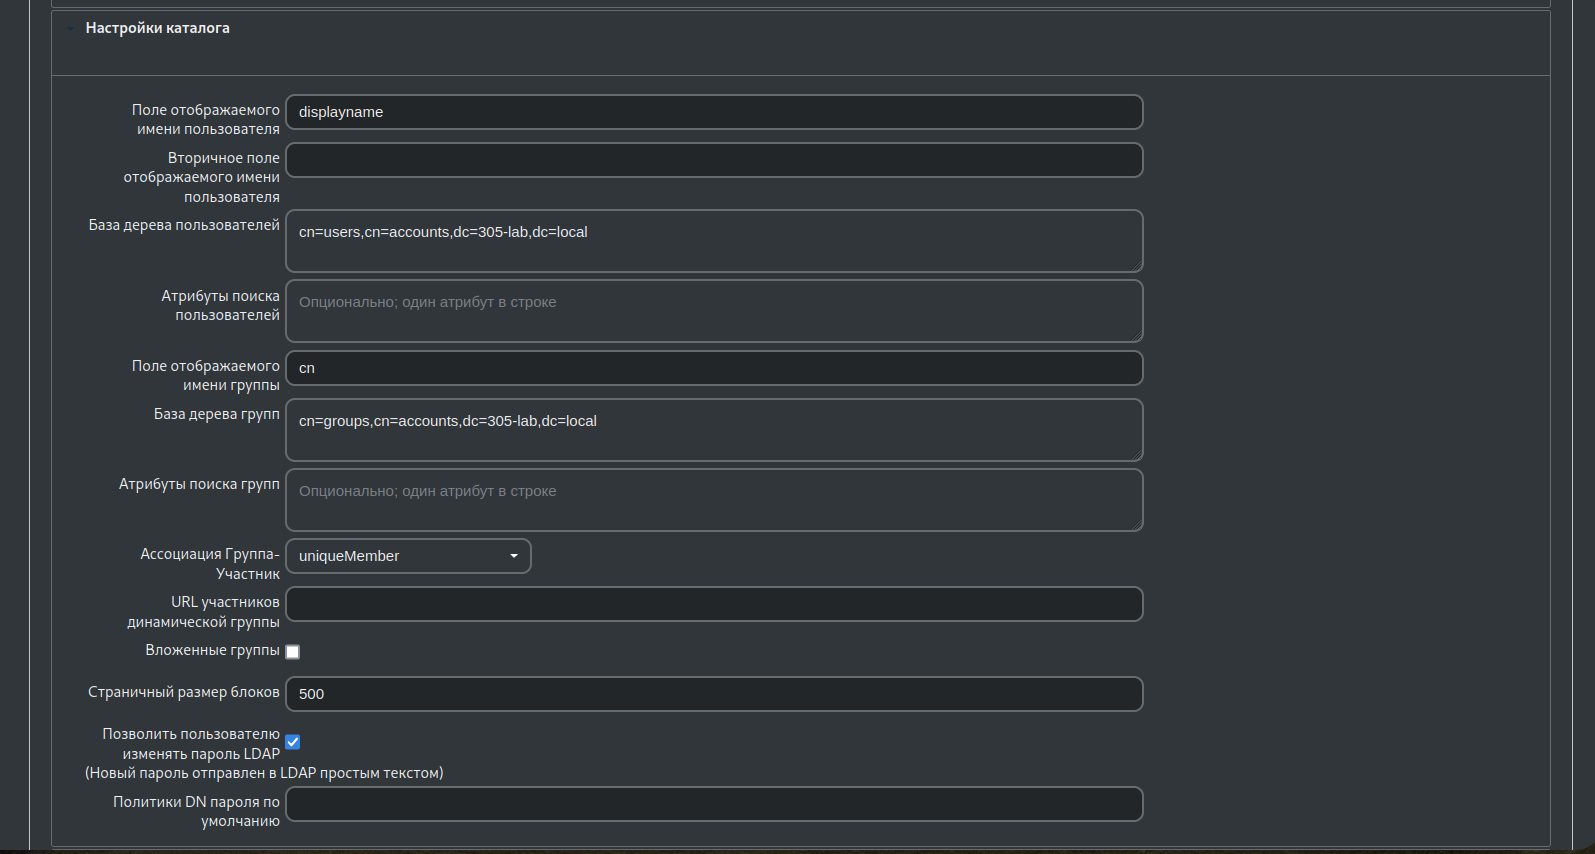 Настройки каталога
Поле отображаемого
имени пользователя
displayname
Вторичное поле
отображаемого имени
пользователя
База дерева пользователей
cn=users,cn=accounts,dc=305-lab,dc=local
Атрибуты поиска
пользователей
Опционально; один атрибут в строке
Поле отображаемого
имени группы
cn
База дерева групп
cn=groups,cn=accounts,dc=305-lab,dc=local
Атрибуты поиска групп
Опционально; один атрибут в строке
Ассоциация Группа-
Участник
uniqueMember
URL участников
динамической группы
Вложенные группы
Страничный размер блоков
500
Позволить пользователю
изменять пароль LDAP
(Новый пароль отправлен в LDAP простым текстом)
Политики DN пароля по
умолчанию